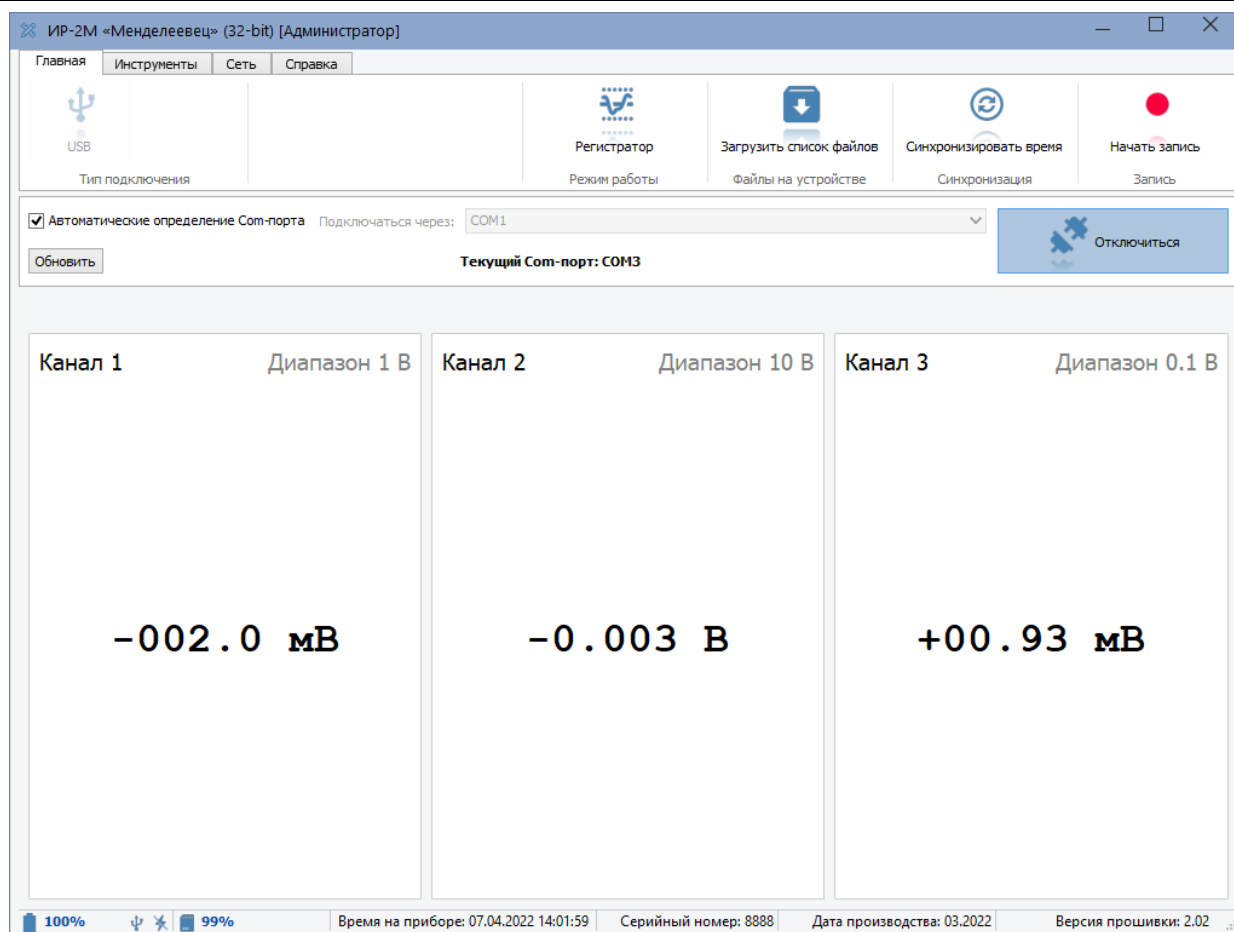 ИР-2М «Менделеевец» (32-bit) [Администратор]
Главная Инструменты Сеть Справка
USB Регистратор Загрузить список файлов Синхронизировать время Начать запись
Тип подключения Режим работы Файлы на устройстве Синхронизация Запись
Автоматические определение Com-порта Подключаться через: COM1 Отключиться
Обновить Текущий Com-порт: COM3
Канал 1 Диапазон 1 В Канал 2 Диапазон 10 В Канал 3 Диапазон 0.1 В
-002.0 мВ -0.003 В +00.93 мВ
100% 99% Время на приборе: 07.04.2022 14:01:59 Серийный номер: 8888 Дата производства: 03.2022 Версия прошивки: 2.02